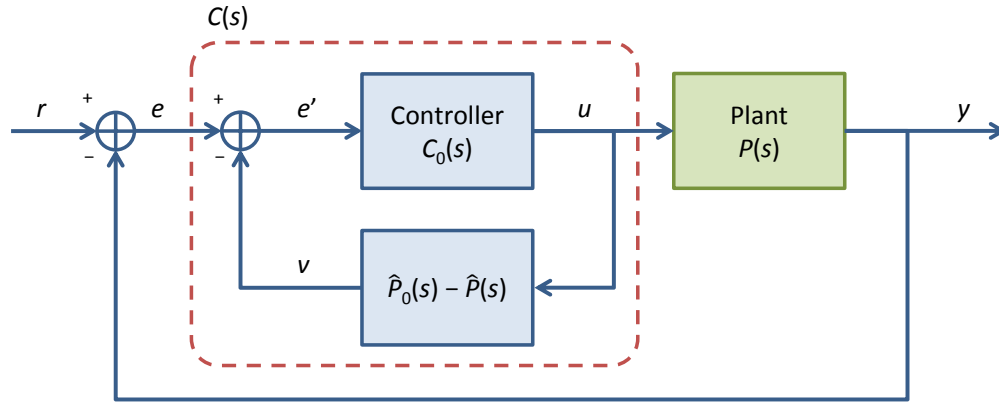 C(s)
r
+
−
e
+
−
e’
Controller
C₀(s)
u
Plant
P(s)
y
v
P̂₀(s) − P̂(s)